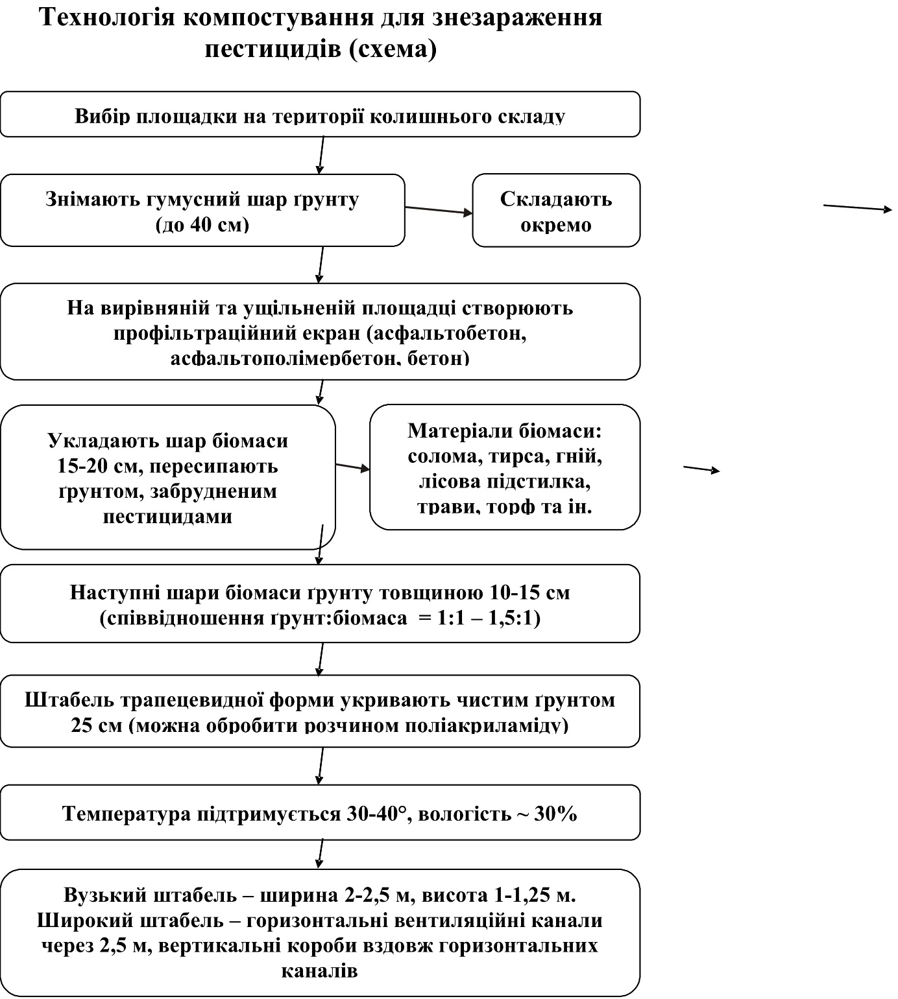 Технологія компостування для знезараження
пестицидів (схема)
Вибір площадки на території колишнього складу
Знімають гумусний шар ґрунту
(до 40 см)
Складають
окремо
На вирівняній та ущільненій площадці створюють
профільтраційний екран (асфальтобетон,
асфальтополімербетон, бетон)
Укладають шар біомаси
15-20 см, пересипають
ґрунтом, забрудненим
пестицидами
Матеріали біомаси:
солома, тирса, гній,
лісова підстилка,
трави, торф та ін.
Наступні шари біомаси ґрунту товщиною 10-15 см
(співвідношення ґрунт:біомаса = 1:1 – 1,5:1)
Штабель трапецевидної форми укривають чистим ґрунтом
25 см (можна обробити розчином поліакриламіду)
Температура підтримується 30-40°, вологість ~ 30%
Вузький штабель – ширина 2-2,5 м, висота 1-1,25 м.
Широкий штабель – горизонтальні вентиляційні канали
через 2,5 м, вертикальні короби вздовж горизонтальних
каналів